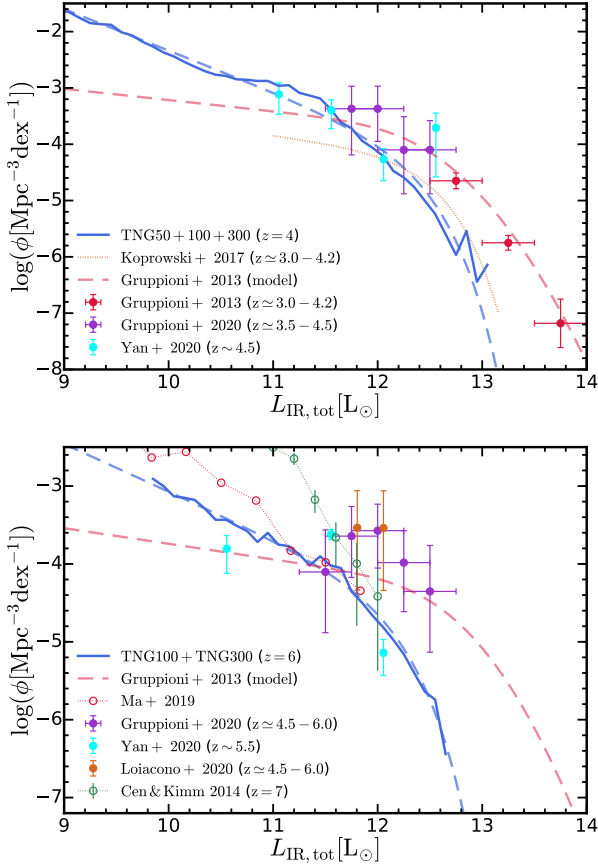 −2
−3
−4
−5
−6
−7
−8
log(ϕ[Mpc⁻³dex⁻¹])
TNG50+100+300 (z=4)
Koprowski+ 2017 (z≃3.0−4.2)
Gruppioni+ 2013 (model)
Gruppioni+ 2013 (z≃3.0−4.2)
Gruppioni+ 2020 (z≃3.5−4.5)
Yan+ 2020 (z∼4.5)
9 10 11 12 13 14
L_IR,tot[L_⊙]
−3
−4
−5
−6
−7
log(ϕ[Mpc⁻³dex⁻¹])
TNG100+TNG300 (z=6)
Gruppioni+ 2013 (model)
Ma+ 2019
Gruppioni+ 2020 (z≃4.5−6.0)
Yan+ 2020 (z∼5.5)
Loiacono+ 2020 (z≃4.5−6.0)
Cen&Kimm 2014 (z=7)
9 10 11 12 13 14
L_IR,tot[L_⊙]